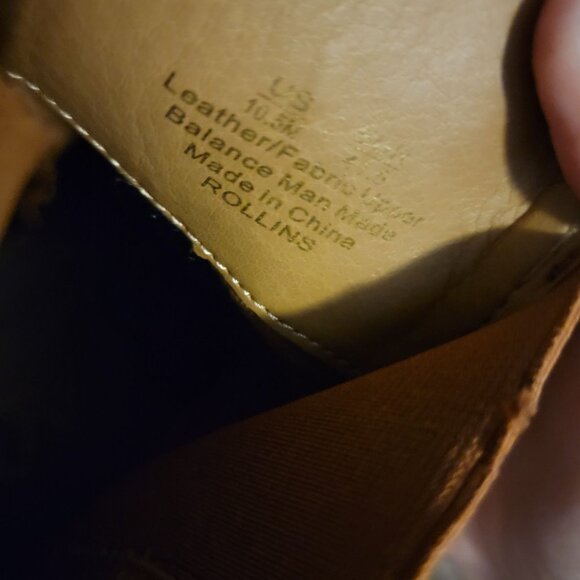 US
10.5M
Leather/Fabric Upper
Balance Man Made
Made in China
ROLLINS